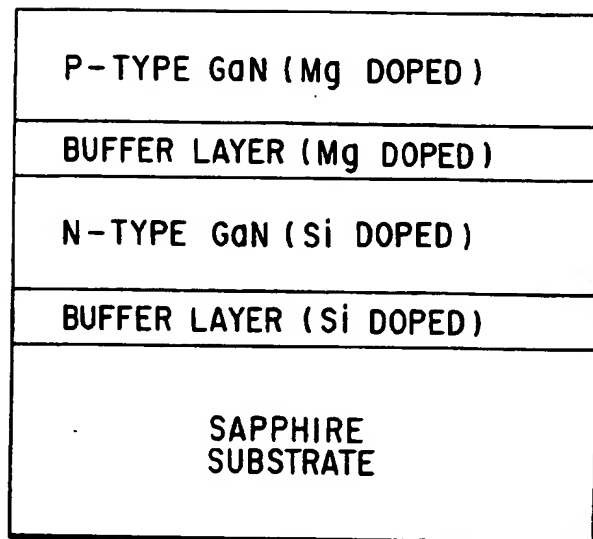 P-TYPE GaN (Mg DOPED)
BUFFER LAYER (Mg DOPED)
N-TYPE GaN (Si DOPED)
BUFFER LAYER (Si DOPED)
SAPPHIRE
SUBSTRATE